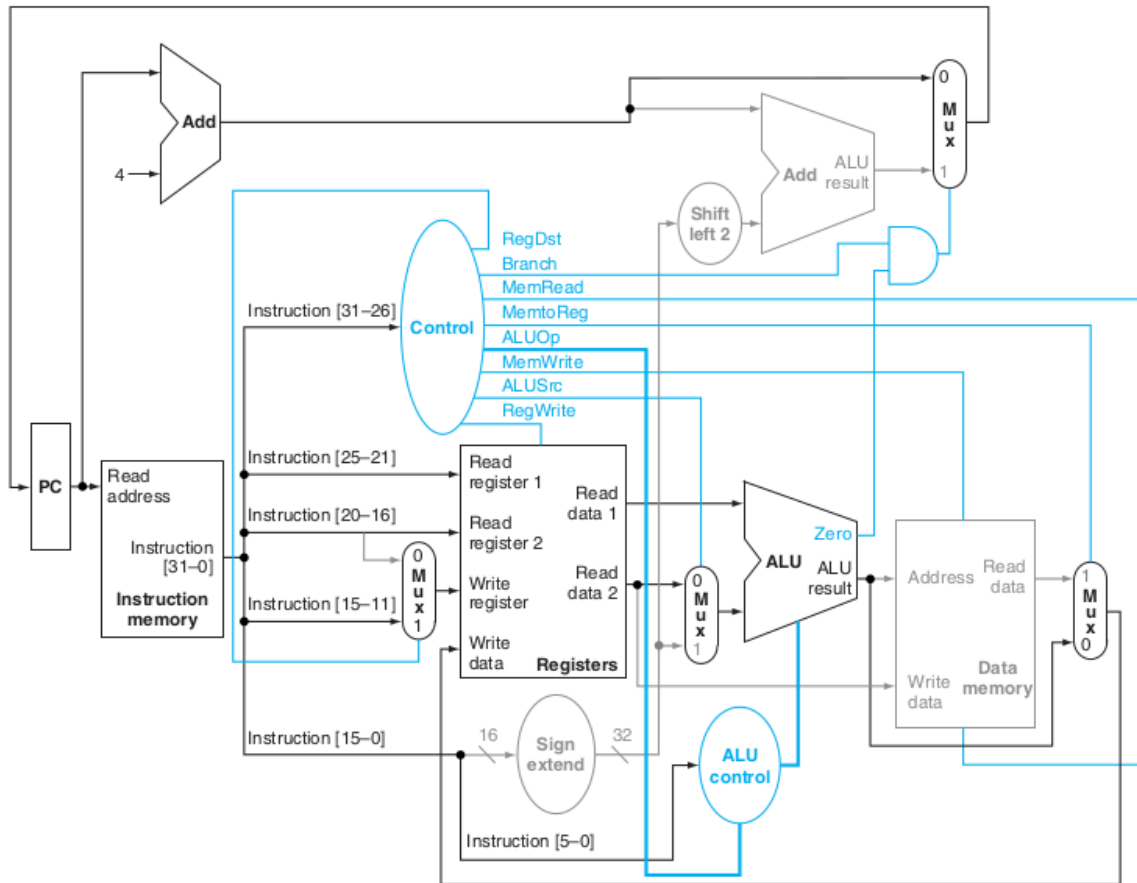 Add
4
0
M
u
x
1
Add
ALU
result
Shift
left 2
RegDst
Branch
MemRead
MemtoReg
ALUOp
MemWrite
ALUSrc
RegWrite
Control
Instruction [31–26]
Instruction [25–21]
Instruction [20–16]
Instruction [15–11]
Instruction [15–0]
Instruction [5–0]
PC
Read
address
Instruction
[31–0]
Instruction
memory
0
M
u
x
1
Read
register 1
Read
register 2
Write
register
Write
data
Read
data 1
Read
data 2
Registers
0
M
u
x
1
Zero
ALU
ALU
result
Address
Read
data
Write
data
Data
memory
1
M
u
x
0
16
Sign
extend
32
ALU
control